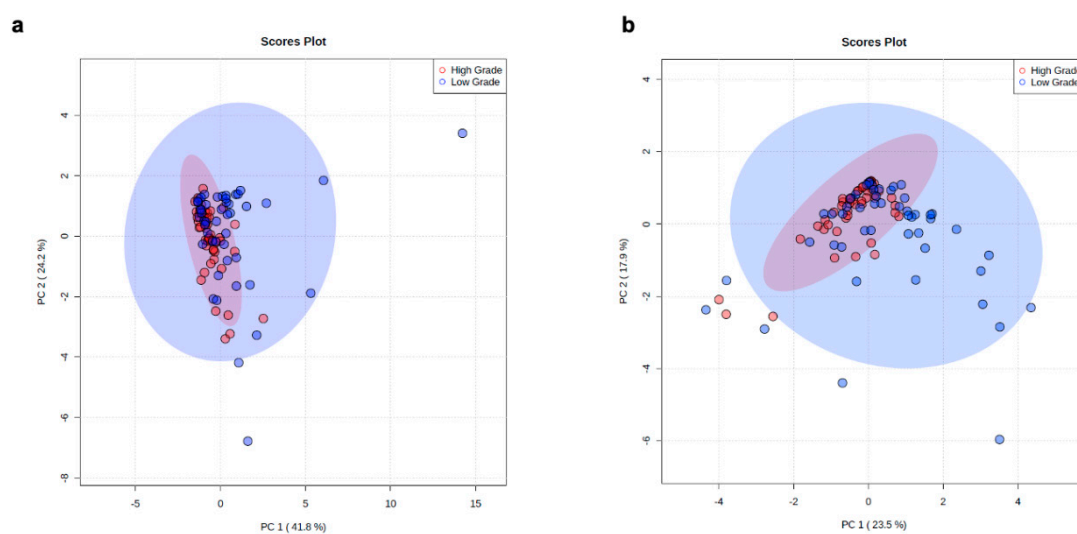 a
Scores Plot
High Grade
Low Grade
4
2
0
-2
-4
-6
-8
PC 2 ( 24.2 %)
-5
0
5
10
15
PC 1 ( 41.8 %)
b
Scores Plot
High Grade
Low Grade
4
2
0
-2
-4
-6
PC 2 ( 17.9 %)
-4
-2
0
2
4
PC 1 ( 23.5 %)